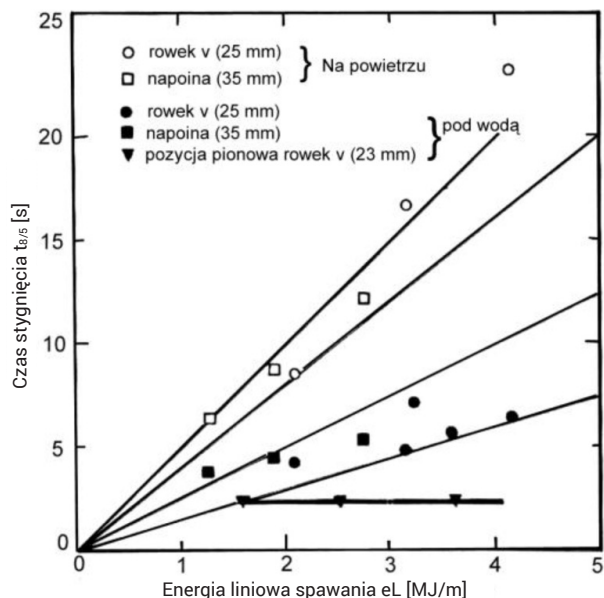 25
20
15
10
5
0
Czas stygnięcia t8/5 [s]
rowek v (25 mm)
napoina (35 mm)
Na powietrzu
rowek v (25 mm)
napoina (35 mm)
pozycja pionowa rowek v (23 mm)
pod wodą
0 1 2 3 4 5
Energia liniowa spawania eL [MJ/m]